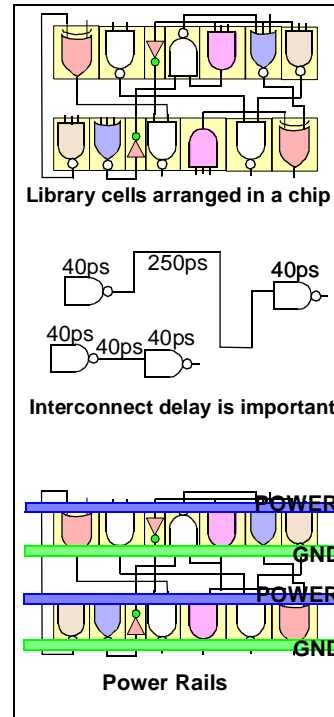 Library cells arranged in a chip
40ps 250ps 40ps
40ps 40ps 40ps
Interconnect delay is important
POWER
GND
POWER
GND
Power Rails